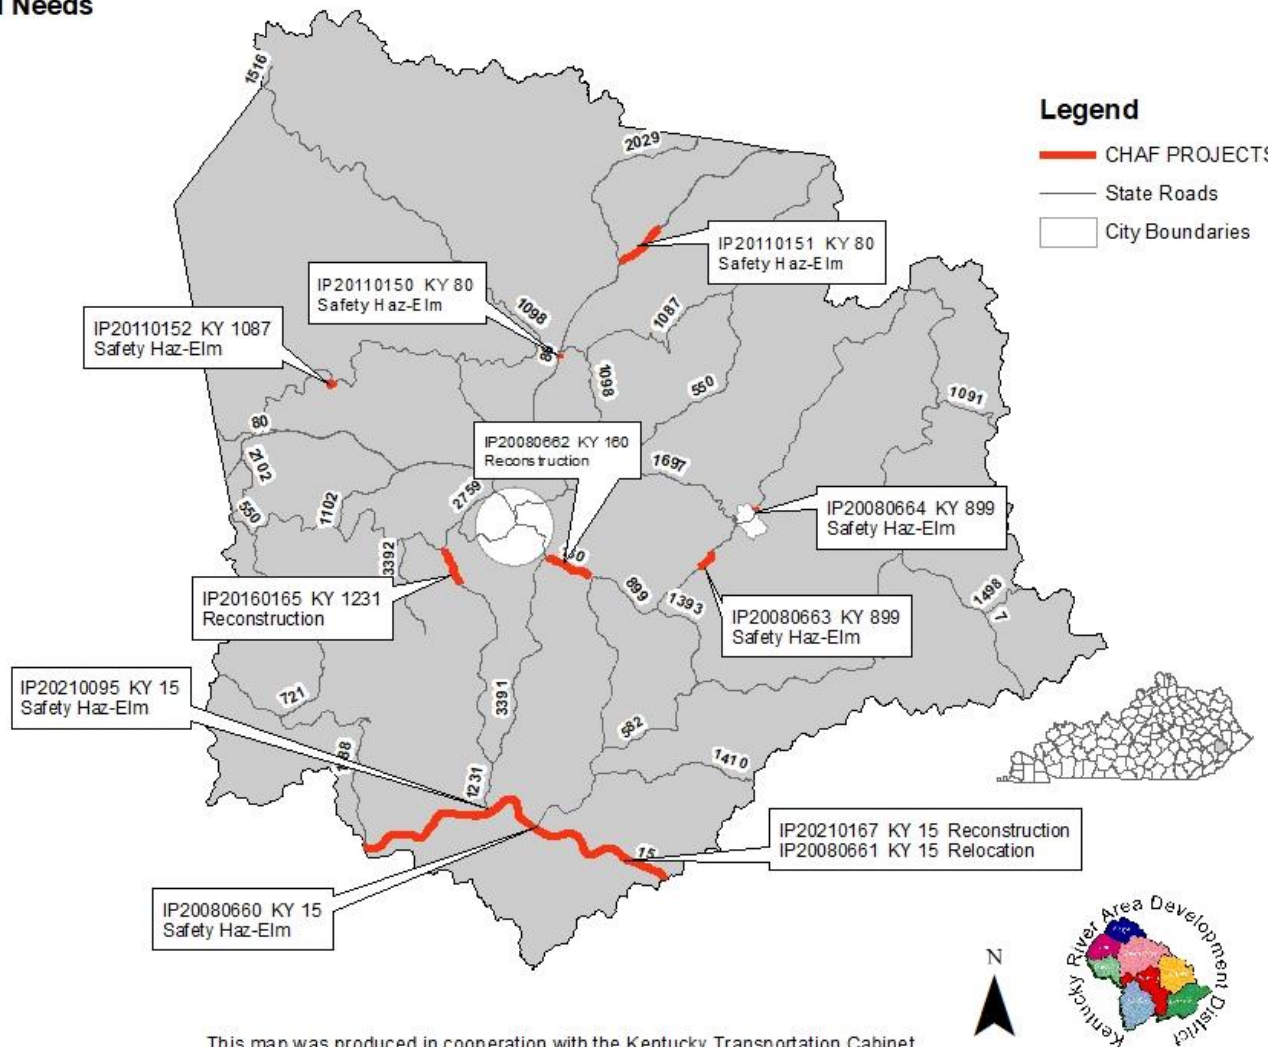 l Needs
1516
2029
Legend
CHAF PROJECTS
State Roads
City Boundaries
IP20110151 KY 80
Safety Haz-Elm
IP20110150 KY 80
Safety Haz-Elm
1098
1087
IP20110152 KY 1087
Safety Haz-Elm
80
1098
550
1091
80
2102
IP20080662 KY 160
Reconstruction
1697
2759
550
1102
IP20080664 KY 899
Safety Haz-Elm
3392
160
IP20160165 KY 1231
Reconstruction
899
1393
1498
7
IP20080663 KY 899
Safety Haz-Elm
IP20210095 KY 15
Safety Haz-Elm
721
3391
582
1410
1231
IP20210167 KY 15 Reconstruction
IP20080661 KY 15 Relocation
15
IP20080660 KY 15
Safety Haz-Elm
N
Kentucky River Area Development District
This map was produced in cooperation with the Kentucky Transportation Cabinet